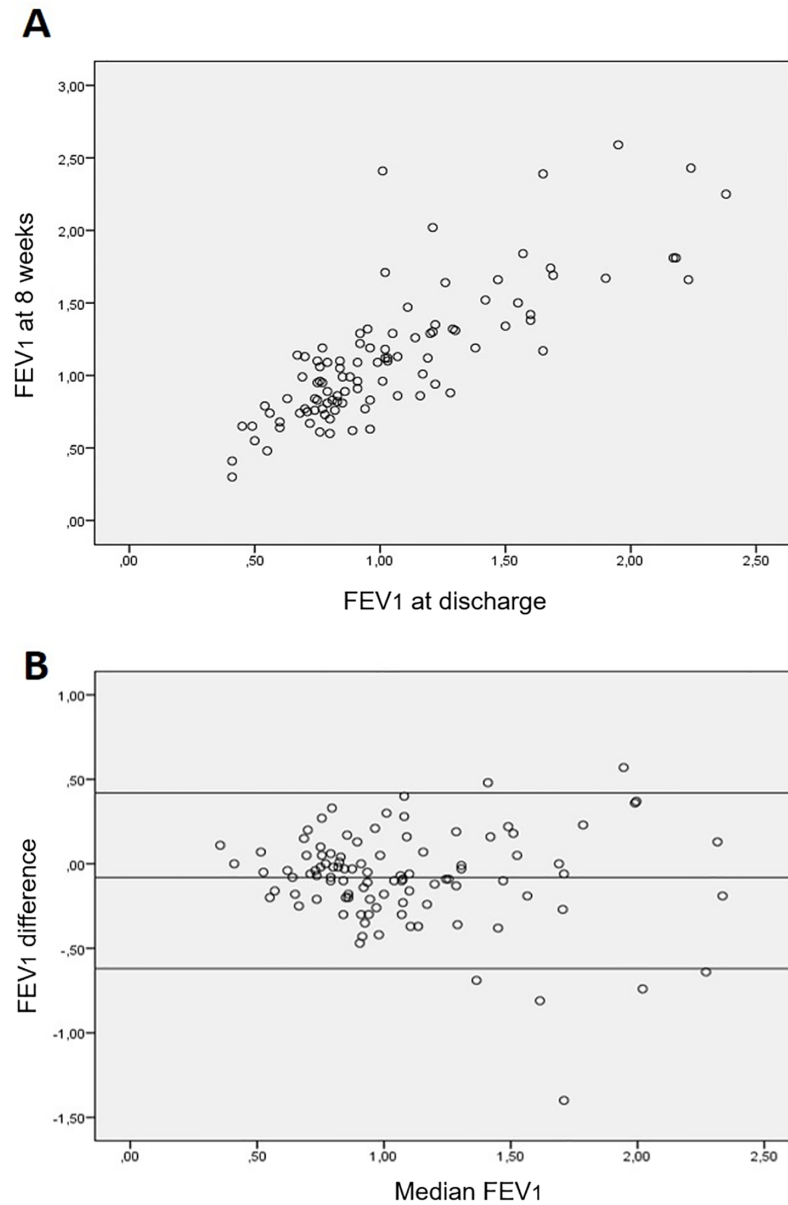 A
3,00
2,50
2,00
1,50
1,00
,50
,00
FEV1 at 8 weeks
,00 ,50 1,00 1,50 2,00 2,50
FEV1 at discharge
B
1,00
,50
,00
-,50
-1,00
-1,50
FEV1 difference
,00 ,50 1,00 1,50 2,00 2,50
Median FEV1